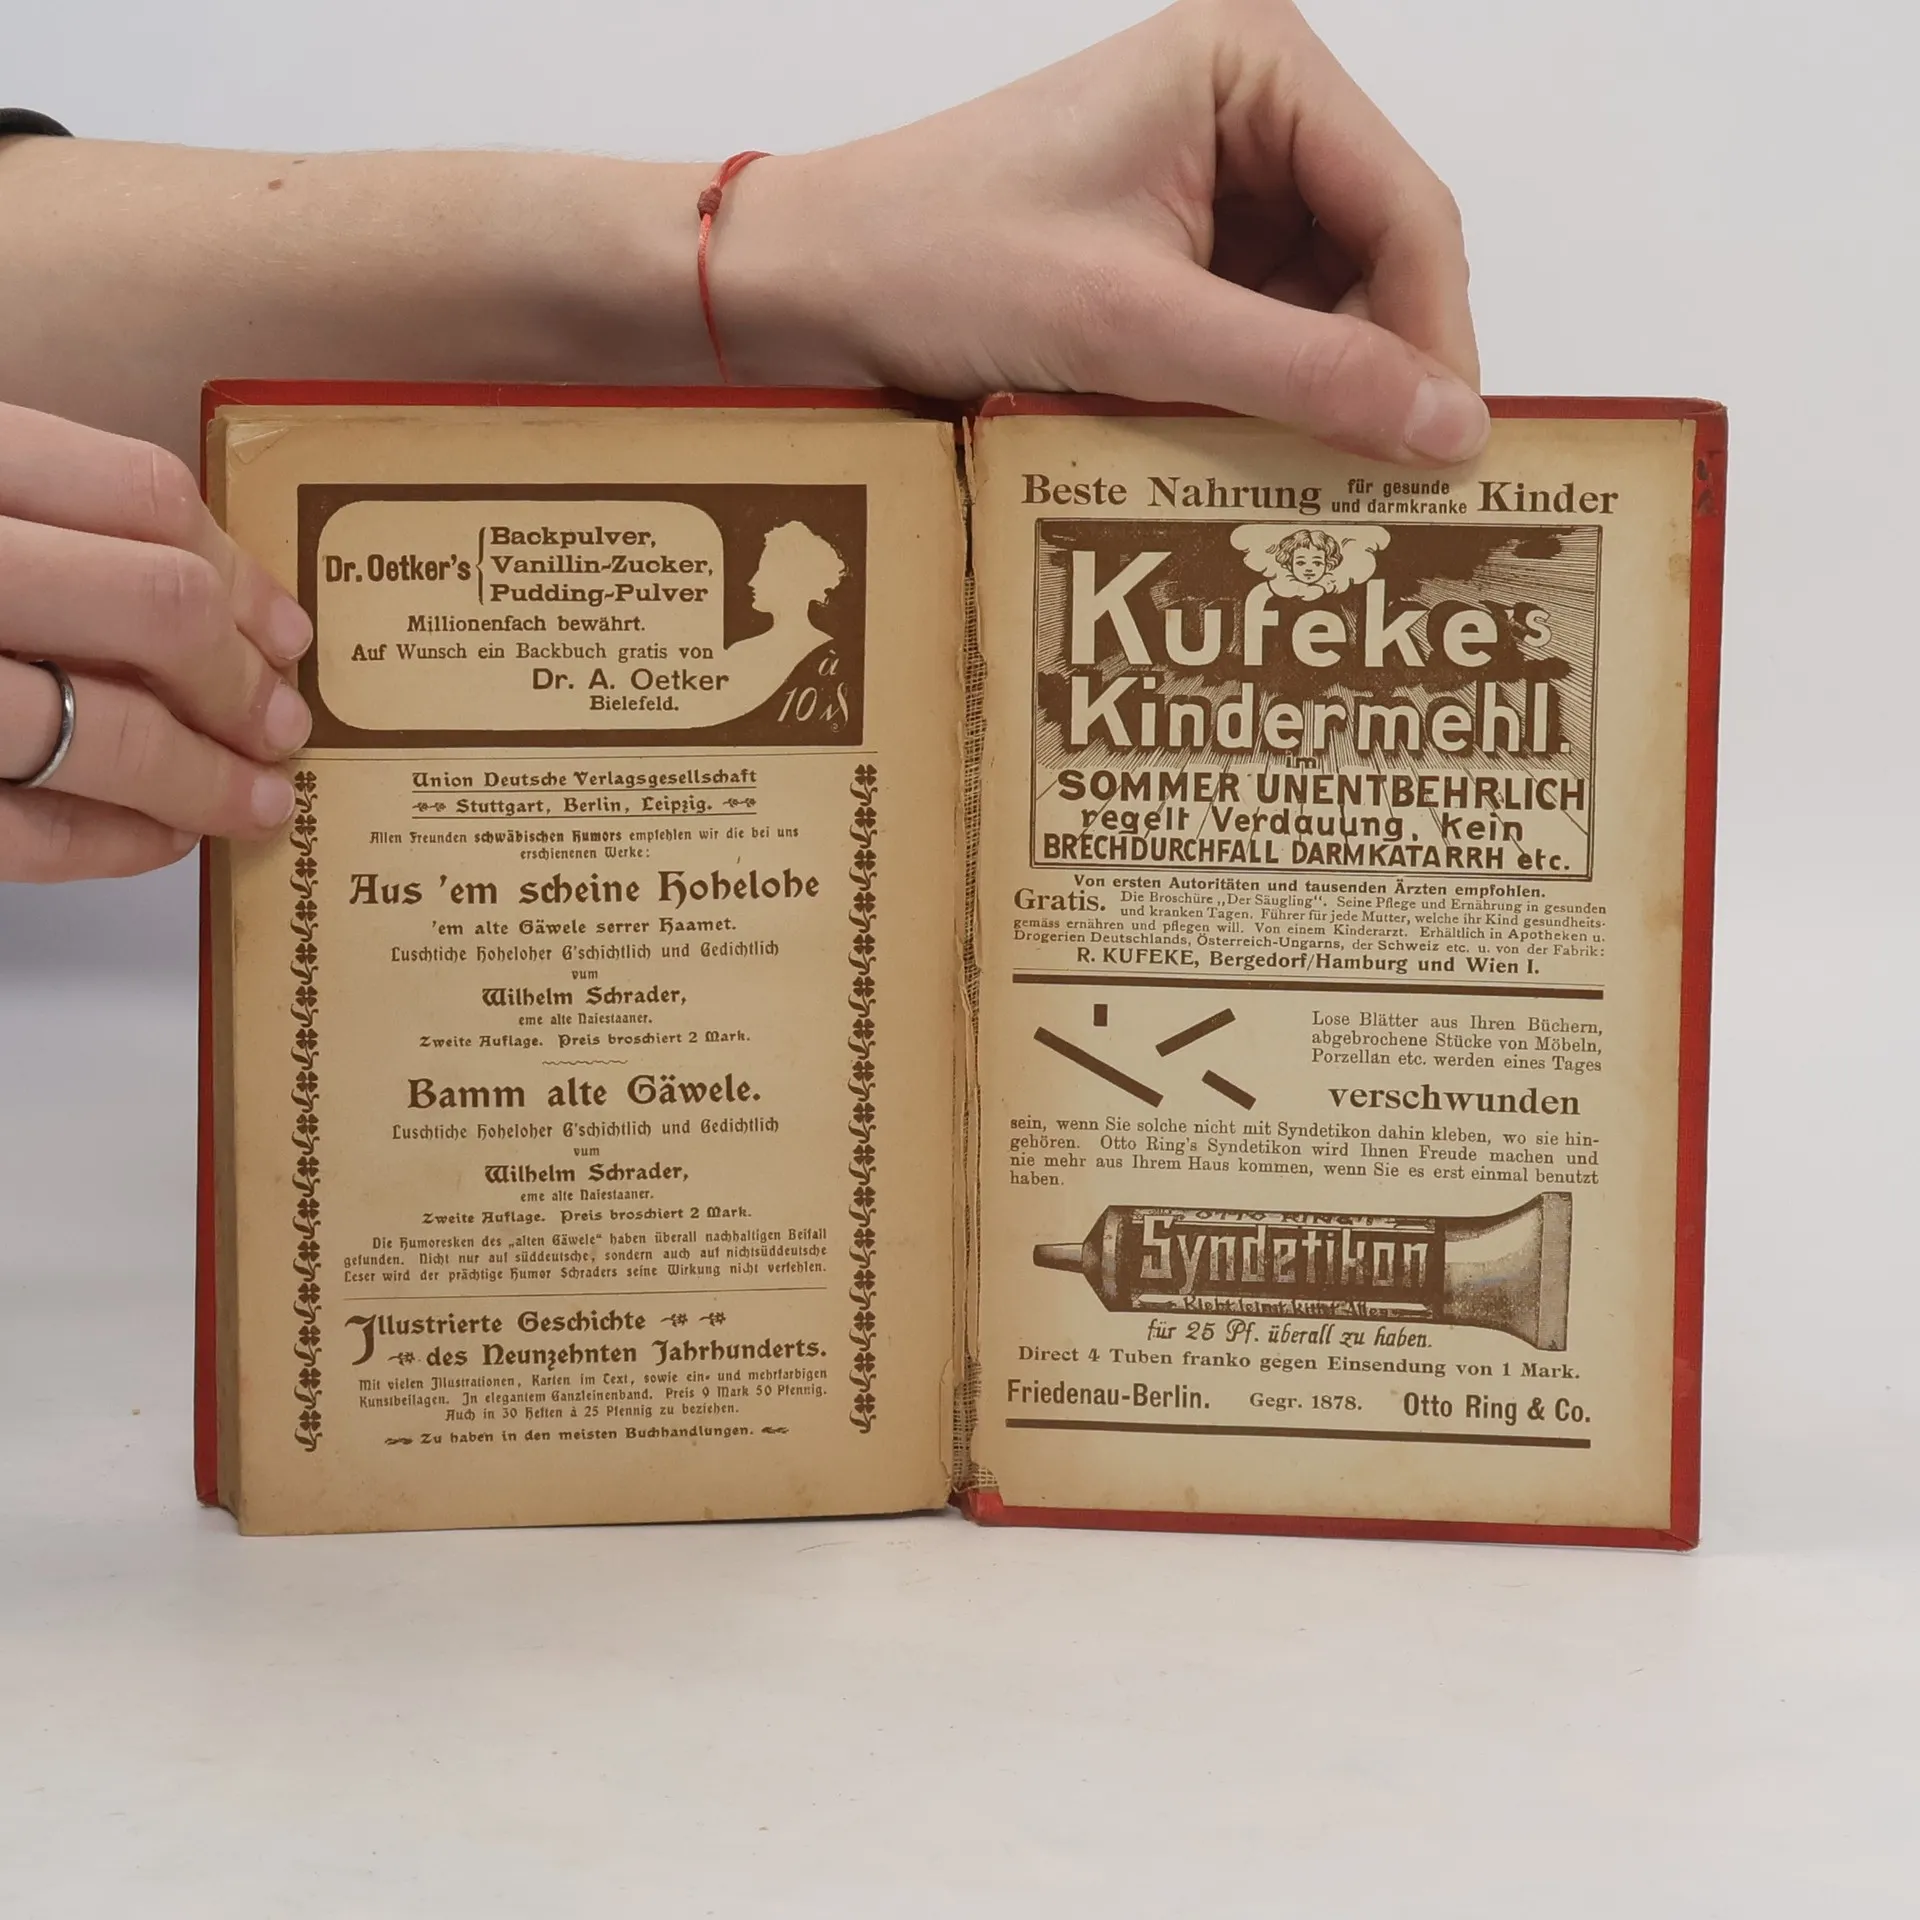 Dr. Oetker's
Backpulver,
Vanillin-Zucker,
Pudding-Pulver
Millionenfach bewährt.
Auf Wunsch ein Backbuch gratis von
Dr. A. Oetker
Bielefeld.
à
10 ₰
Union Deutsche Verlagsgesellschaft
Stuttgart, Berlin, Leipzig.
Allen Freunden schwäbischen Humors empfehlen wir die bei uns
erschienenen Werke:
Aus 'em scheine Hohelohe
'em alte Gäwele serrer Haamet.
Luschtiche Hoheloher G'schichtlich und Gedichtlich
vum
Wilhelm Schrader,
eme alte Naiestaaner.
Zweite Auflage. Preis broschiert 2 Mark.
Bamm alte Gäwele.
Luschtiche Hoheloher G'schichtlich und Gedichtlich
vum
Wilhelm Schrader,
eme alte Naiestaaner.
Zweite Auflage. Preis broschiert 2 Mark.
Die Humoresken des „alten Gäwele“ haben überall nachhaltigen Beifall
gefunden. Nicht nur auf süddeutsche, sondern auch auf nichtsüddeutsche
Leser wird der prächtige Humor Schraders seine Wirkung nicht verfehlen.
Illustrierte Geschichte
des Neunzehnten Jahrhunderts.
Mit vielen Illustrationen, Karten im Text, sowie ein- und mehrfarbigen
Kunstbeilagen. In elegantem Ganzleinenband. Preis 9 Mark 50 Pfennig.
Auch in 30 Heften à 25 Pfennig zu beziehen.
Zu haben in den meisten Buchhandlungen.
Beste Nahrung für gesunde und darmkranke Kinder
Kufeke's
Kindermehl.
im
SOMMER UNENTBEHRLICH
regelt Verdauung. kein
BRECHDURCHFALL DARMKATARRH etc.
Von ersten Autoritäten und tausenden Ärzten empfohlen.
Gratis. Die Broschüre „Der Säugling“. Seine Pflege und Ernährung in gesunden
und kranken Tagen. Führer für jede Mutter, welche ihr Kind gesundheits-
gemäss ernähren und pflegen will. Von einem Kinderarzt. Erhältlich in Apotheken u.
Drogerien Deutschlands, Österreich-Ungarns, der Schweiz etc. u. von der Fabrik:
R. KUFEKE, Bergedorf/Hamburg und Wien I.
Lose Blätter aus Ihren Büchern,
abgebrochene Stücke von Möbeln,
Porzellan etc. werden eines Tages
verschwunden
sein, wenn Sie solche nicht mit Syndetikon dahin kleben, wo sie hin-
gehören. Otto Ring's Syndetikon wird Ihnen Freude machen und
nie mehr aus Ihrem Haus kommen, wenn Sie es erst einmal benutzt
haben.
OTTO RING'S
Syndetikon
Klebt, leimt, kittet Alles
für 25 Pf. überall zu haben.
Direct 4 Tuben franko gegen Einsendung von 1 Mark.
Friedenau-Berlin. Gegr. 1878. Otto Ring & Co.